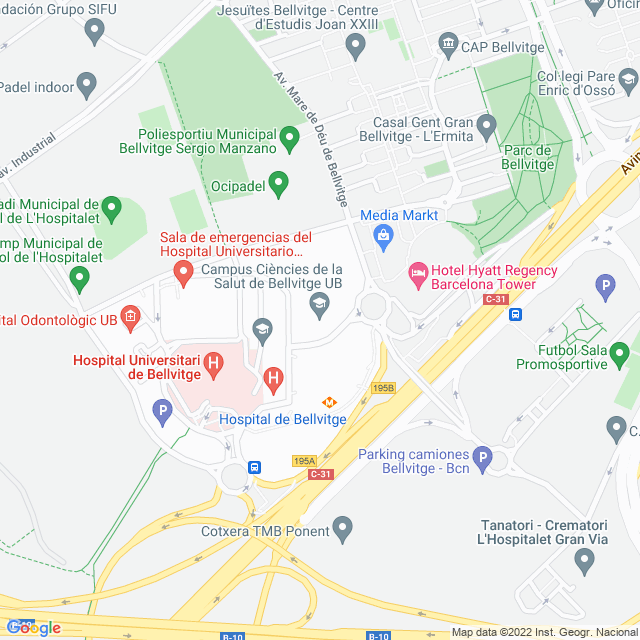 undación Grupo SIFU
Jesuïtes Bellvitge - Centre
d'Estudis Joan XXIII
Oficin
CAP Bellvitge
Padel indoor
Col·legi Pare
Enric d'Ossó
Av. Mare de Déu de Bellvitge
Casal Gent Gran
Bellvitge - L'Ermita
Poliesportiu Municipal
Bellvitge Sergio Manzano
Parc de
Bellvitge
av. Industrial
Avin
Ocipadel
adi Municipal de
l de L'Hospitalet
Media Markt
Sala de emergencias del
Hospital Universitario...
mp Municipal de
ol de l'Hospitalet
Campus Ciències de la
Salut de Bellvitge UB
Hotel Hyatt Regency
Barcelona Tower
C-31
P
ital Odontològic UB
Futbol Sala
Promosportive
Hospital Universitari
de Bellvitge
H
H
195B
P
M
Hospital de Bellvitge
C.
195A
C-31
Parking camiones
Bellvitge - Bcn
P
Cotxera TMB Ponent
Tanatori - Crematori
L'Hospitalet Gran Via
Google
B-10
B-10
B-10
Map data ©2022 Inst. Geogr. Nacional